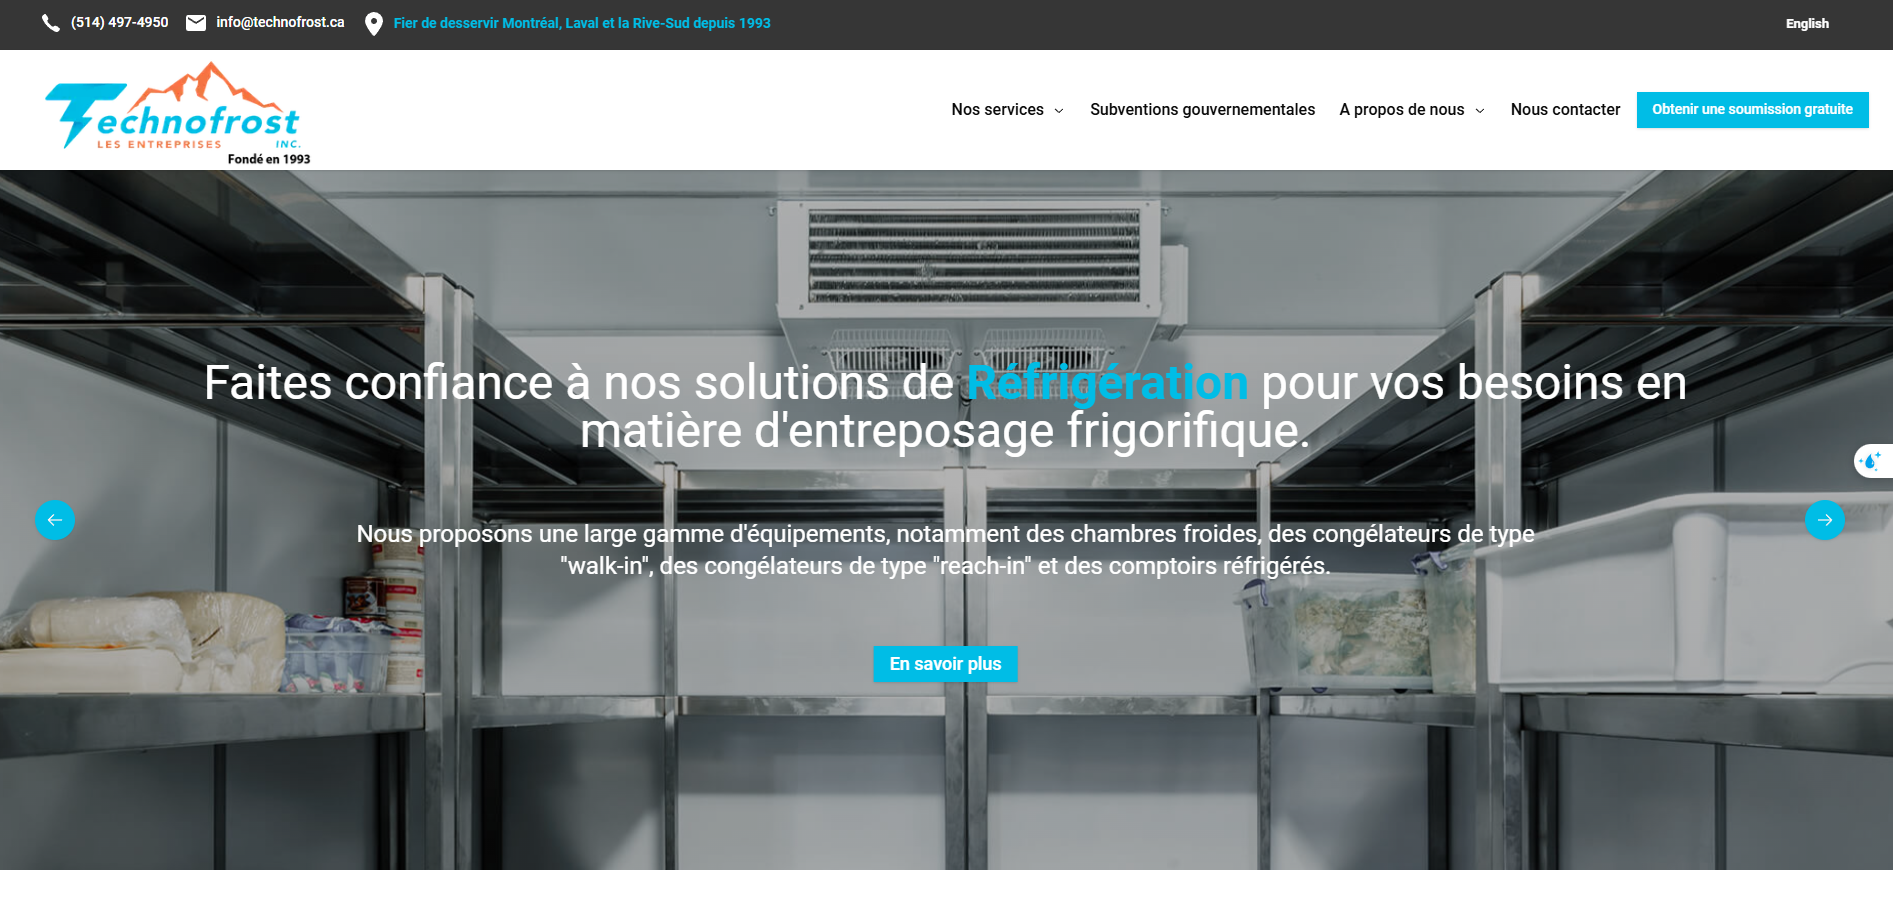 (514) 497-4950 info@technofrost.ca Fier de desservir Montréal, Laval et la Rive-Sud depuis 1993 English
Technofrost
LES ENTREPRISES INC.
Fondé en 1993
Nos services Subventions gouvernementales A propos de nous Nous contacter Obtenir une soumission gratuite
Faites confiance à nos solutions de Réfrigération pour vos besoins en
matière d'entreposage frigorifique.
Nous proposons une large gamme d'équipements, notamment des chambres froides, des congélateurs de type
"walk-in", des congélateurs de type "reach-in" et des comptoirs réfrigérés.
En savoir plus